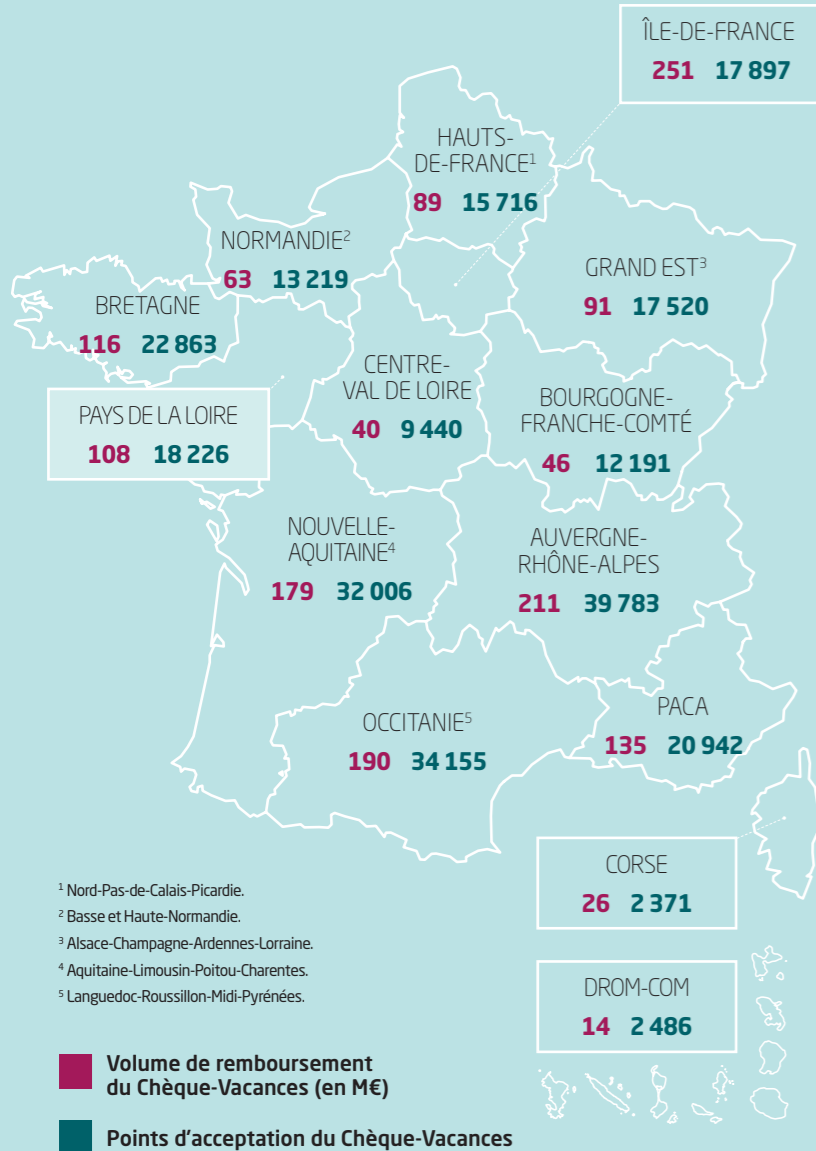 ÎLE-DE-FRANCE
251 17 897
HAUTS-
DE-FRANCE¹
89 15 716
NORMANDIE²
63 13 219
GRAND EST³
91 17 520
BRETAGNE
116 22 863
CENTRE-
VAL DE LOIRE
40 9 440
BOURGOGNE-
FRANCHE-COMTÉ
46 12 191
PAYS DE LA LOIRE
108 18 226
NOUVELLE-
AQUITAINE⁴
179 32 006
AUVERGNE-
RHÔNE-ALPES
211 39 783
OCCITANIE⁵
190 34 155
PACA
135 20 942
CORSE
26 2 371
DROM-COM
14 2 486
¹ Nord-Pas-de-Calais-Picardie.
² Basse et Haute-Normandie.
³ Alsace-Champagne-Ardennes-Lorraine.
⁴ Aquitaine-Limousin-Poitou-Charentes.
⁵ Languedoc-Roussillon-Midi-Pyrénées.
Volume de remboursement
du Chèque-Vacances (en M€)
Points d'acceptation du Chèque-Vacances